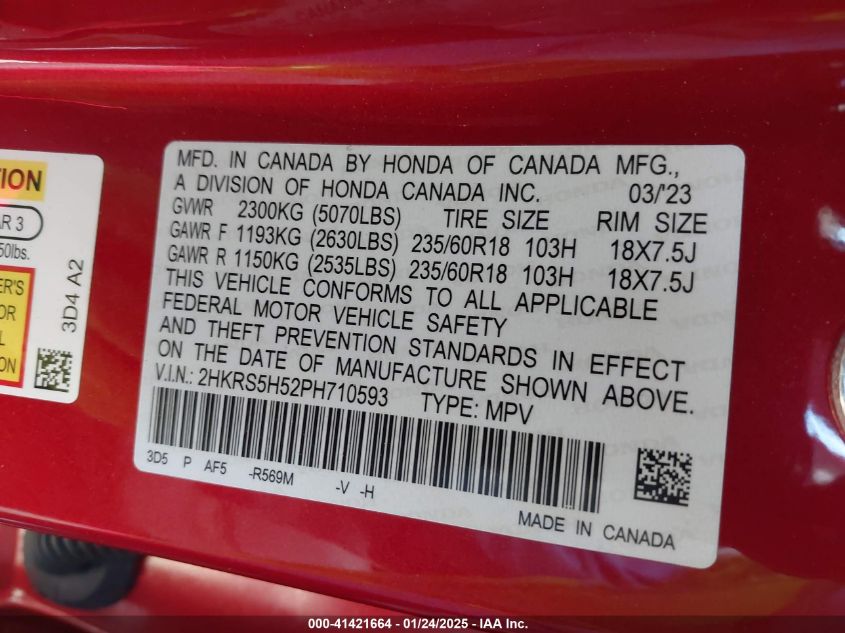 MFD. IN CANADA BY HONDA OF CANADA MFG.,
A DIVISION OF HONDA CANADA INC. 03/'23
GVWR 2300KG (5070LBS) TIRE SIZE RIM SIZE
GAWR F 1193KG (2630LBS) 235/60R18 103H 18X7.5J
GAWR R 1150KG (2535LBS) 235/60R18 103H 18X7.5J
THIS VEHICLE CONFORMS TO ALL APPLICABLE
FEDERAL MOTOR VEHICLE SAFETY
AND THEFT PREVENTION STANDARDS IN EFFECT
ON THE DATE OF MANUFACTURE SHOWN ABOVE.
V.I.N.: 2HKRS5H52PH710593 TYPE: MPV
3D5 P AF5 -R569M -V -H
MADE IN CANADA
TION
AR 3
50lbs.
ER'S
OR
L
ON
3D4 A2
000-41421664 - 01/24/2025 - IAA Inc.